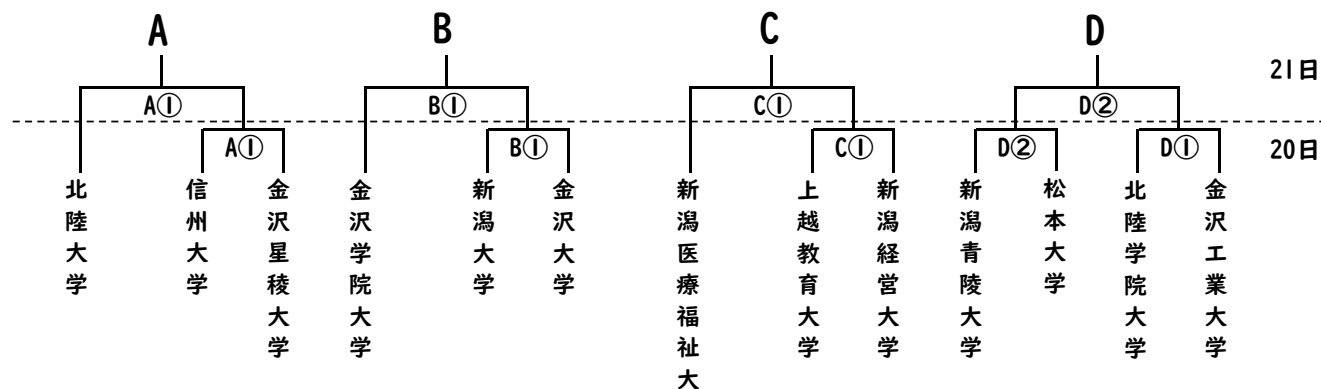 A
B
C
D
21日
A①
B①
C①
D②
20日
A①
B①
C①
D②
D①
北陸大学
信州大学
金沢星稜大学
金沢学院大学
新潟大学
金沢大学
新潟医療福祉大
上越教育大学
新潟経営大学
新潟青陵大学
松本大学
北陸学院大学
金沢工業大学